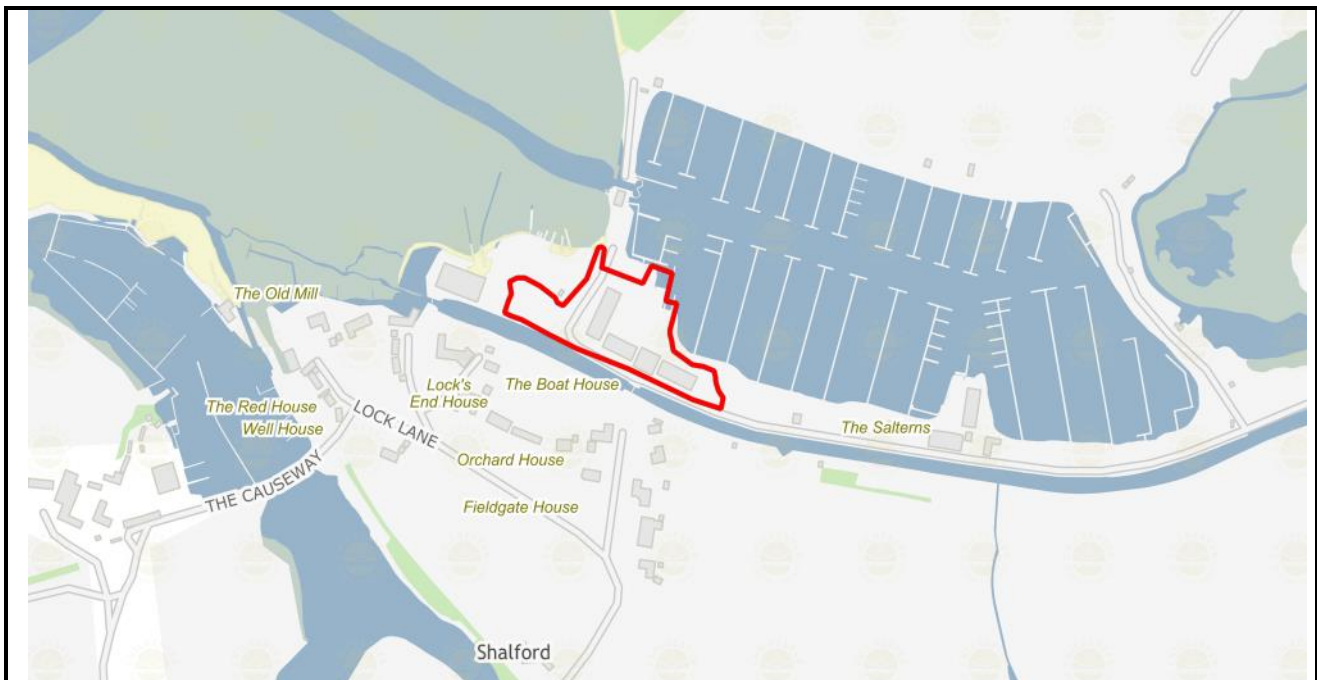 The Old Mill
The Red House
Well House
Lock's
End House
The Boat House
LOCK LANE
Orchard House
Fieldgate House
THE CAUSEWAY
The Salterns
Shalford